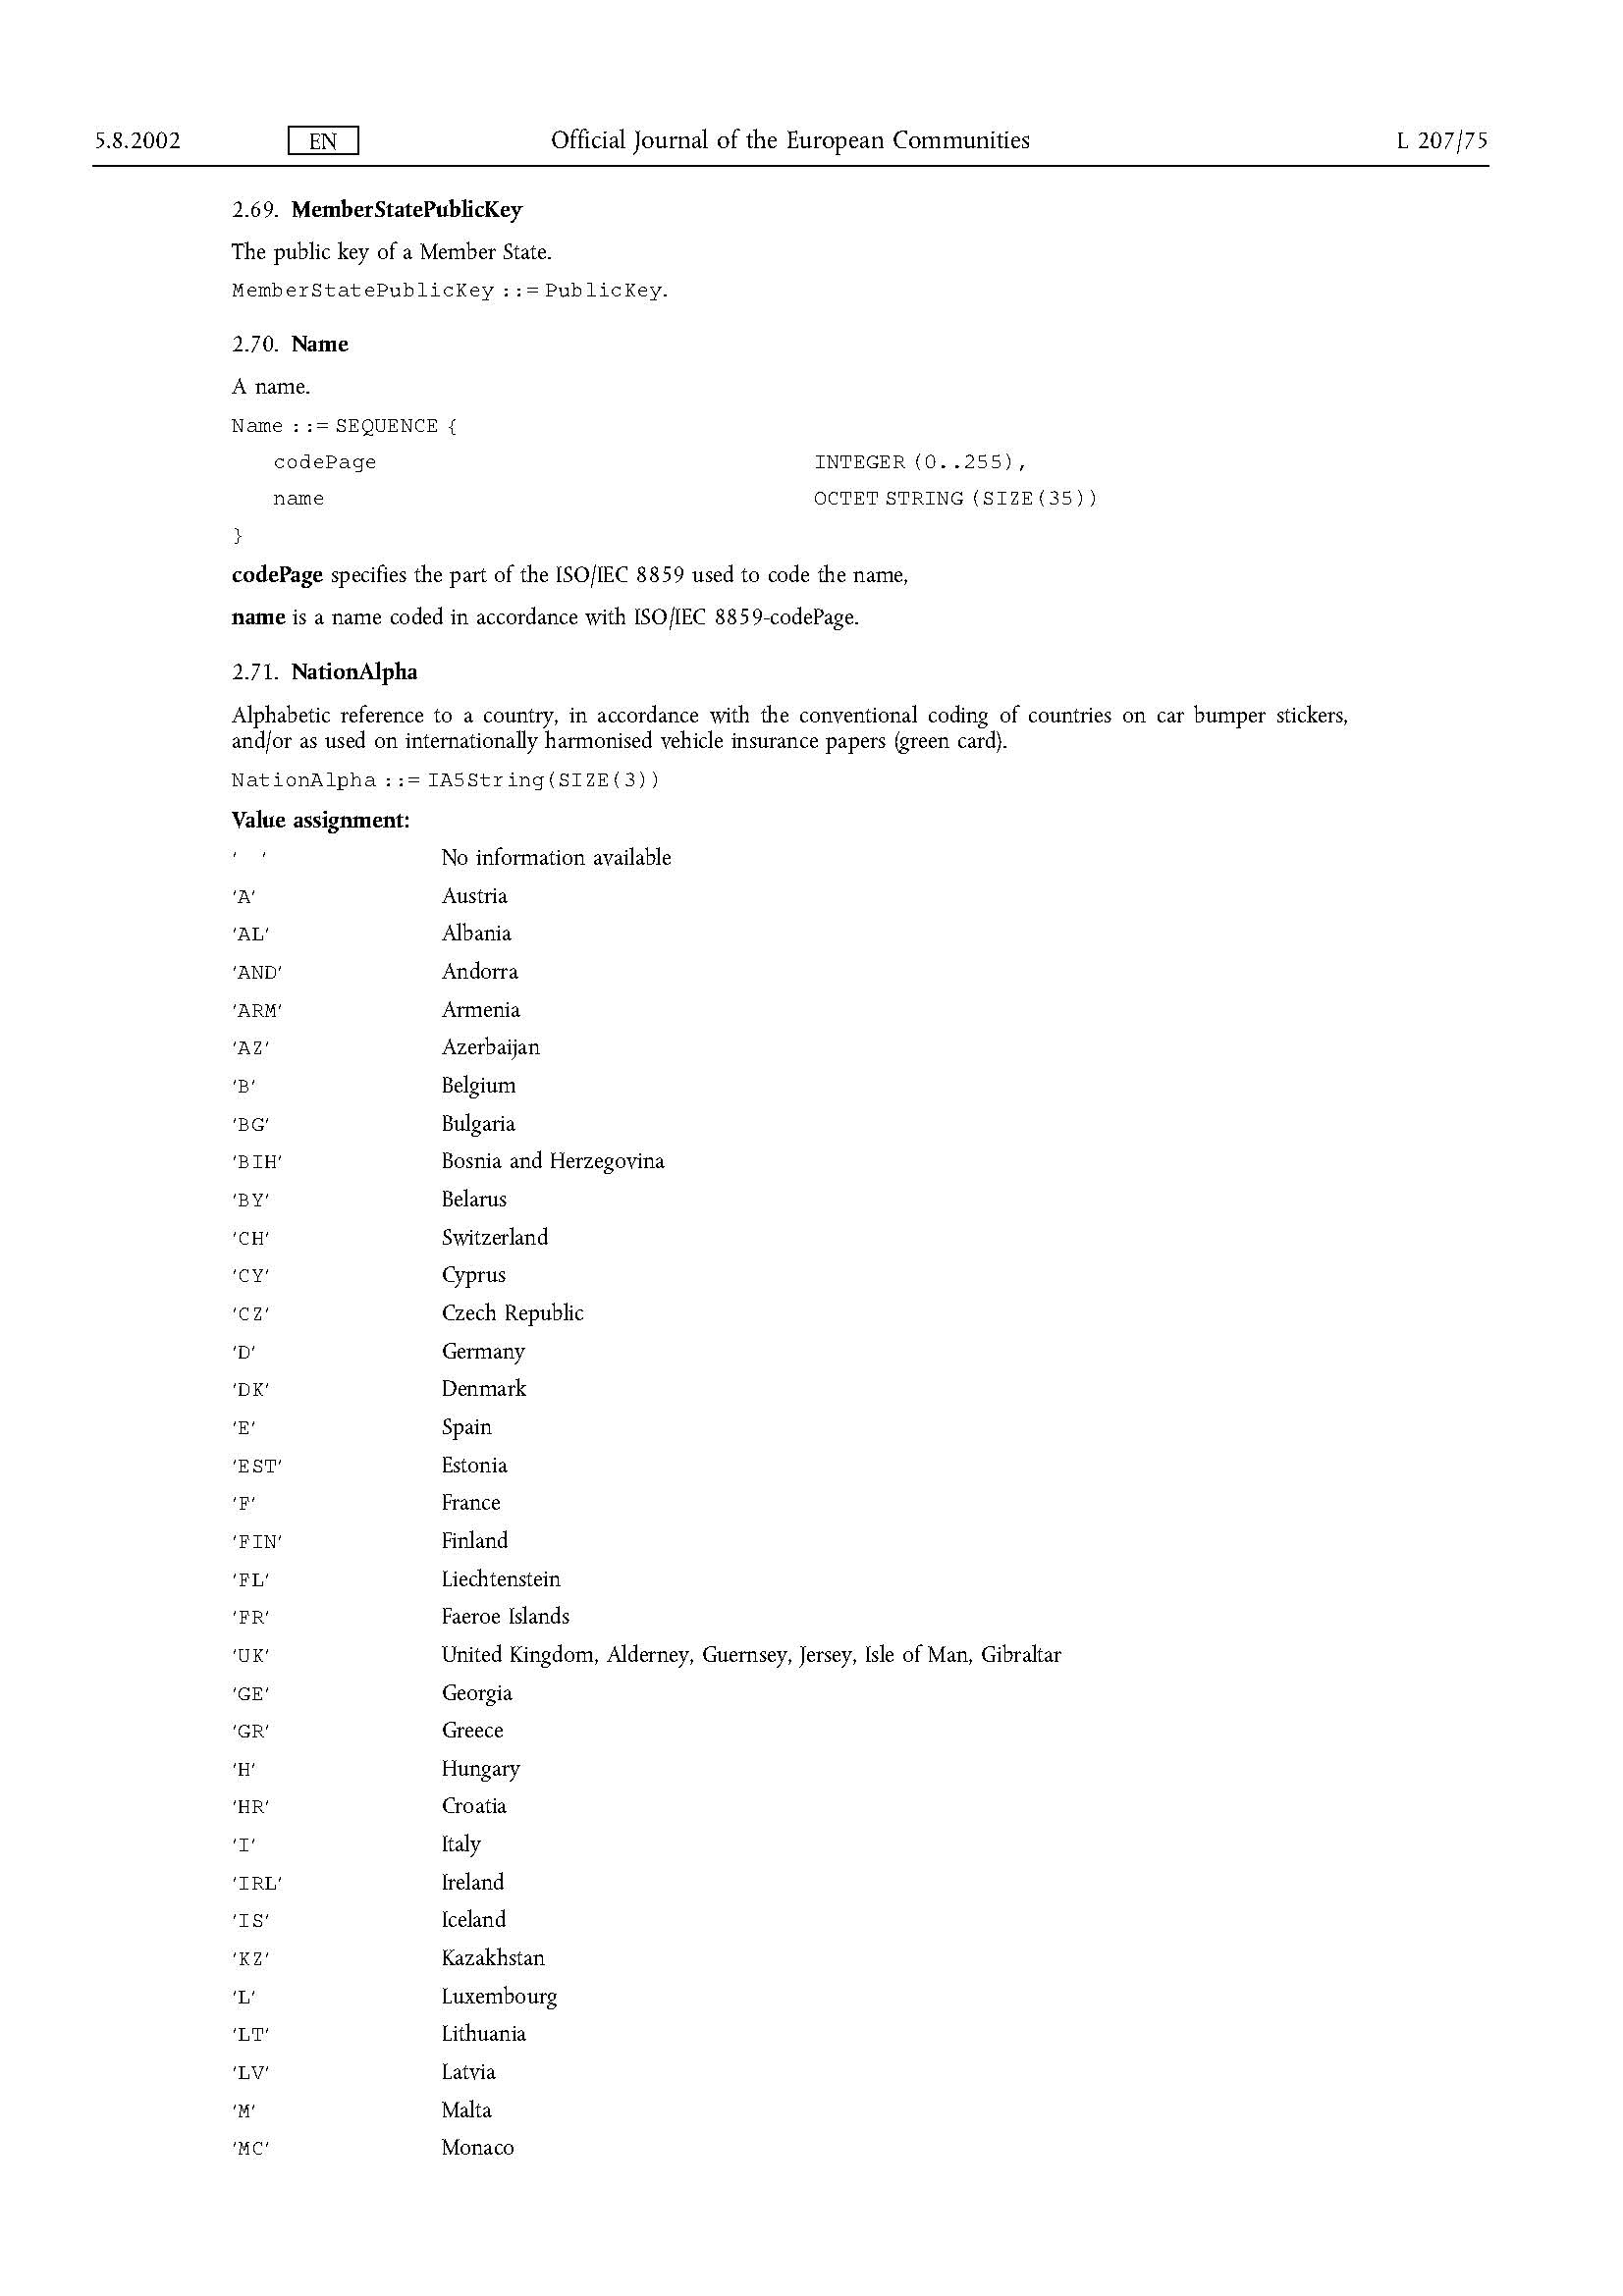 5.8.2002 EN Official Journal of the European Communities L 207/75
2.69. MemberStatePublicKey
The public key of a Member State.
MemberStatePublicKey ::= PublicKey.
2.70. Name
A name.
Name ::= SEQUENCE {
codePage INTEGER (0..255),
name OCTET STRING (SIZE(35))
}
codePage specifies the part of the ISO/IEC 8859 used to code the name,
name is a name coded in accordance with ISO/IEC 8859-codePage.
2.71. NationAlpha
Alphabetic reference to a country, in accordance with the conventional coding of countries on car bumper stickers,
and/or as used on internationally harmonised vehicle insurance papers (green card).
NationAlpha ::= IA5String(SIZE(3))
Value assignment:
' ' No information available
'A' Austria
'AL' Albania
'AND' Andorra
'ARM' Armenia
'AZ' Azerbaijan
'B' Belgium
'BG' Bulgaria
'BIH' Bosnia and Herzegovina
'BY' Belarus
'CH' Switzerland
'CY' Cyprus
'CZ' Czech Republic
'D' Germany
'DK' Denmark
'E' Spain
'EST' Estonia
'F' France
'FIN' Finland
'FL' Liechtenstein
'FR' Faeroe Islands
'UK' United Kingdom, Alderney, Guernsey, Jersey, Isle of Man, Gibraltar
'GE' Georgia
'GR' Greece
'H' Hungary
'HR' Croatia
'I' Italy
'IRL' Ireland
'IS' Iceland
'KZ' Kazakhstan
'L' Luxembourg
'LT' Lithuania
'LV' Latvia
'M' Malta
'MC' Monaco